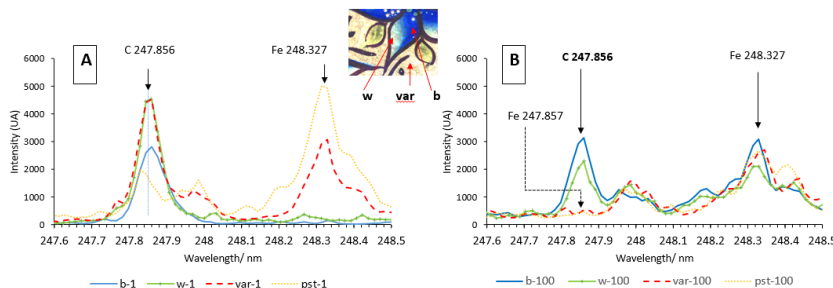 A
C 247.856
Fe 248.327
w var b
Intensity (UA)
6000
5000
4000
3000
2000
1000
0
247.6 247.7 247.8 247.9 248 248.1 248.2 248.3 248.4 248.5
Wavelength/ nm
b-1 w-1 var-1 pst-1
B
C 247.856
Fe 248.327
Fe 247.857
Intensity (UA)
6000
5000
4000
3000
2000
1000
0
247.6 247.7 247.8 247.9 248 248.1 248.2 248.3 248.4 248.5
Wavelength/ nm
b-100 w-100 var-100 pst-100